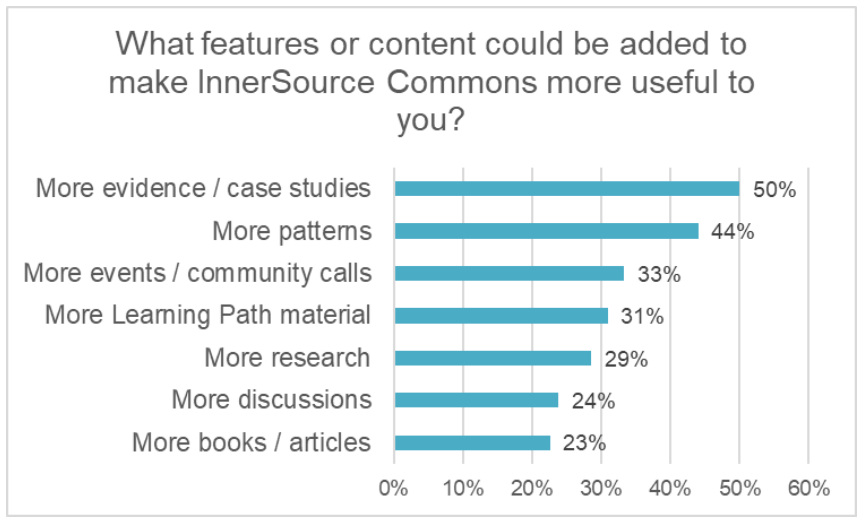 What features or content could be added to
make InnerSource Commons more useful to
you?
More evidence / case studies 50%
More patterns 44%
More events / community calls 33%
More Learning Path material 31%
More research 29%
More discussions 24%
More books / articles 23%
0% 10% 20% 30% 40% 50% 60%